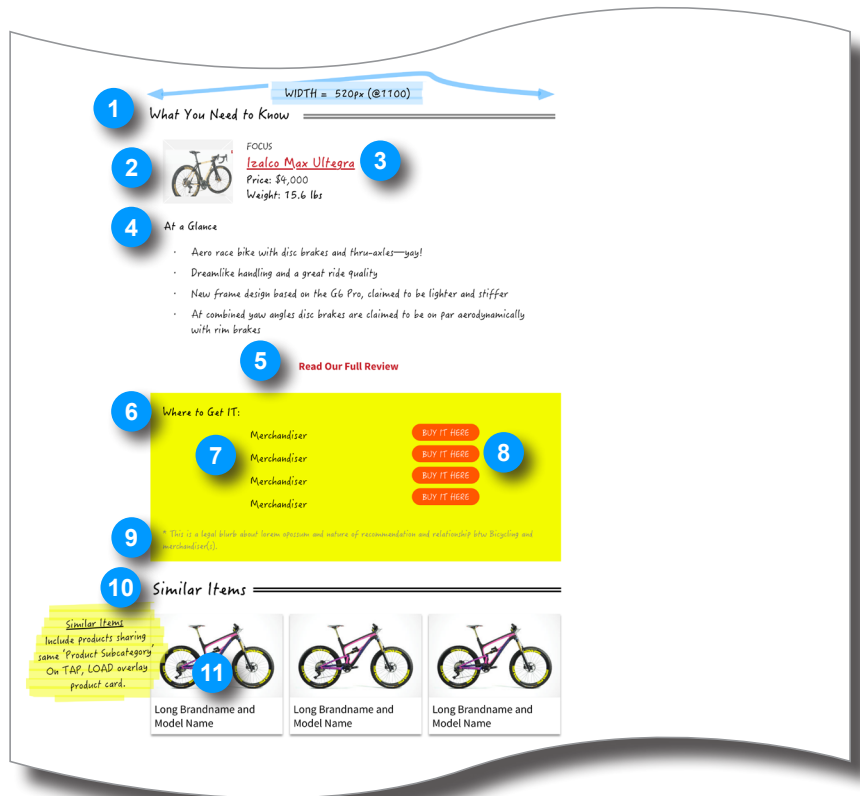 WIDTH = 520px (@1100)
1
What You Need to Know
2
FOCUS
Izalco Max Ultegra
3
Price: $4,000
Weight: 15.6 lbs
4
At a Glance
· Aero race bike with disc brakes and thru-axles—yay!
· Dreamlike handling and a great ride quality
· New frame design based on the G6 Pro, claimed to be lighter and stiffer
· At combined yaw angles disc brakes are claimed to be on par aerodynamically
with rim brakes
5
Read Our Full Review
6
Where to Get IT:
7
Merchandiser BUY IT HERE
8
Merchandiser BUY IT HERE
Merchandiser BUY IT HERE
Merchandiser BUY IT HERE
9
* This is a legal blurb about lorem opossum and nature of recommendation and relationship btw Bicycling and
merchandiser(s).
10
Similar Items
Similar Items
Include products sharing
same 'Product Subcategory'
On TAP, LOAD overlay
product card.
11
Long Brandname and
Model Name
Long Brandname and
Model Name
Long Brandname and
Model Name